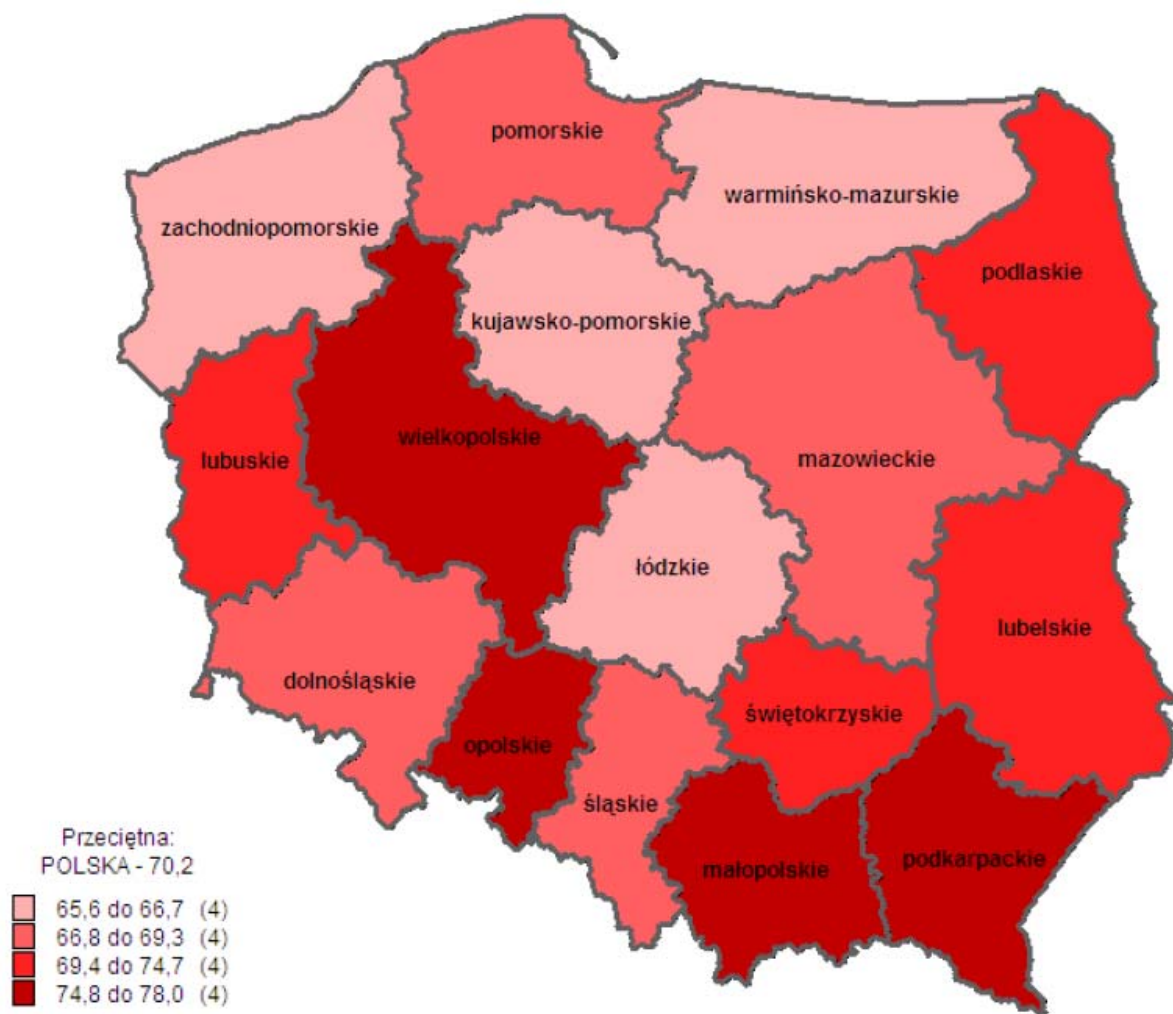 pomorskie
warmińsko-mazurskie
zachodniopomorskie
podlaskie
kujawsko-pomorskie
wielkopolskie
mazowieckie
lubuskie
łódzkie
lubelskie
dolnośląskie
świętokrzyskie
opolskie
śląskie
małopolskie
podkarpackie
Przeciętna:
POLSKA - 70,2
65,6 do 66,7 (4)
66,8 do 69,3 (4)
69,4 do 74,7 (4)
74,8 do 78,0 (4)